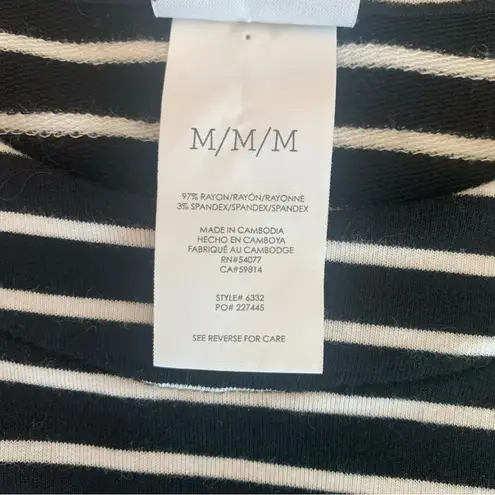 M/M/M
97% RAYON/RAYÓN/RAYONNE
3% SPANDEX/SPANDEX/SPANDEX
MADE IN CAMBODIA
HECHO EN CAMBOYA
FABRIQUÉ AU CAMBODGE
RN#54077
CA#59814
STYLE# 6332
PO# 227445
SEE REVERSE FOR CARE